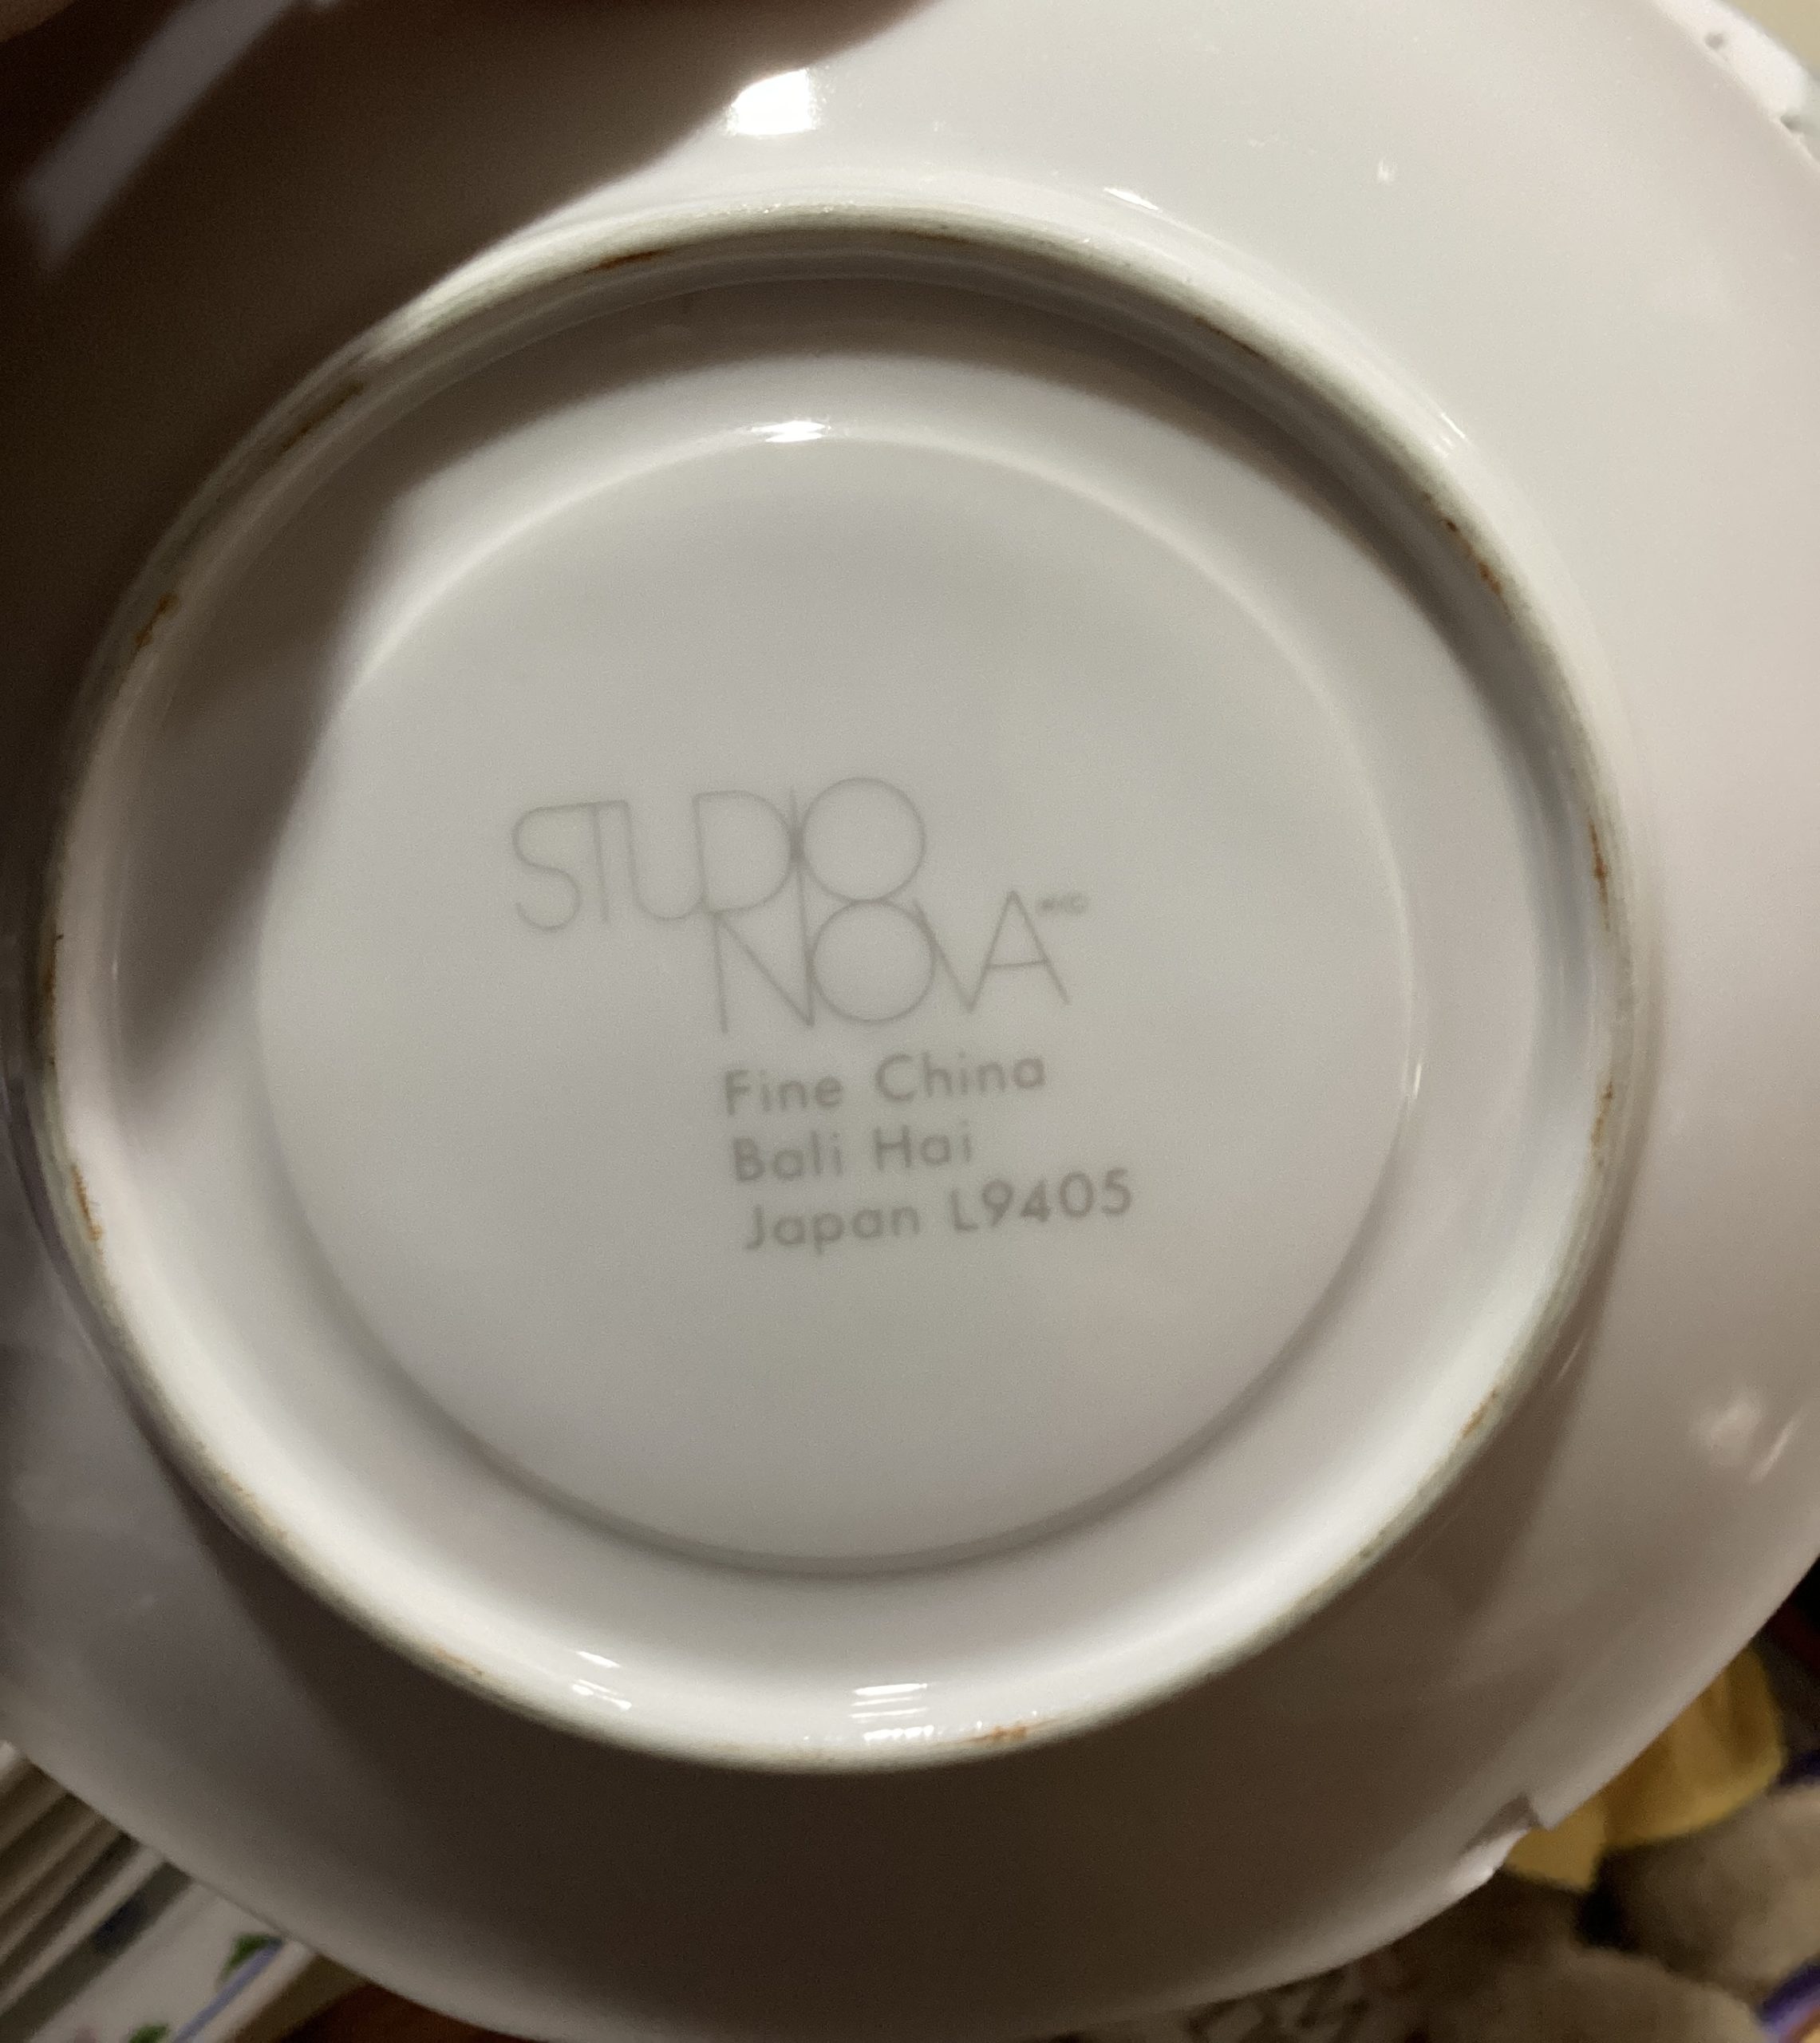 STUDIO
NOVA
Fine China
Bali Hai
Japan L9405